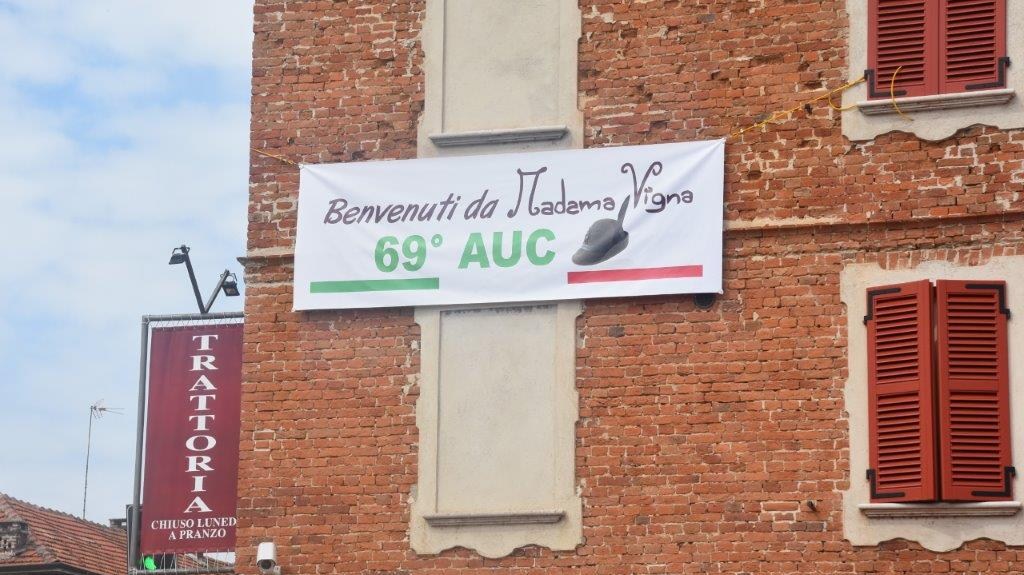 Benvenuti da Madama Vigna
69° AUC
TRATTORIA
CHIUSO LUNED
A PRANZO